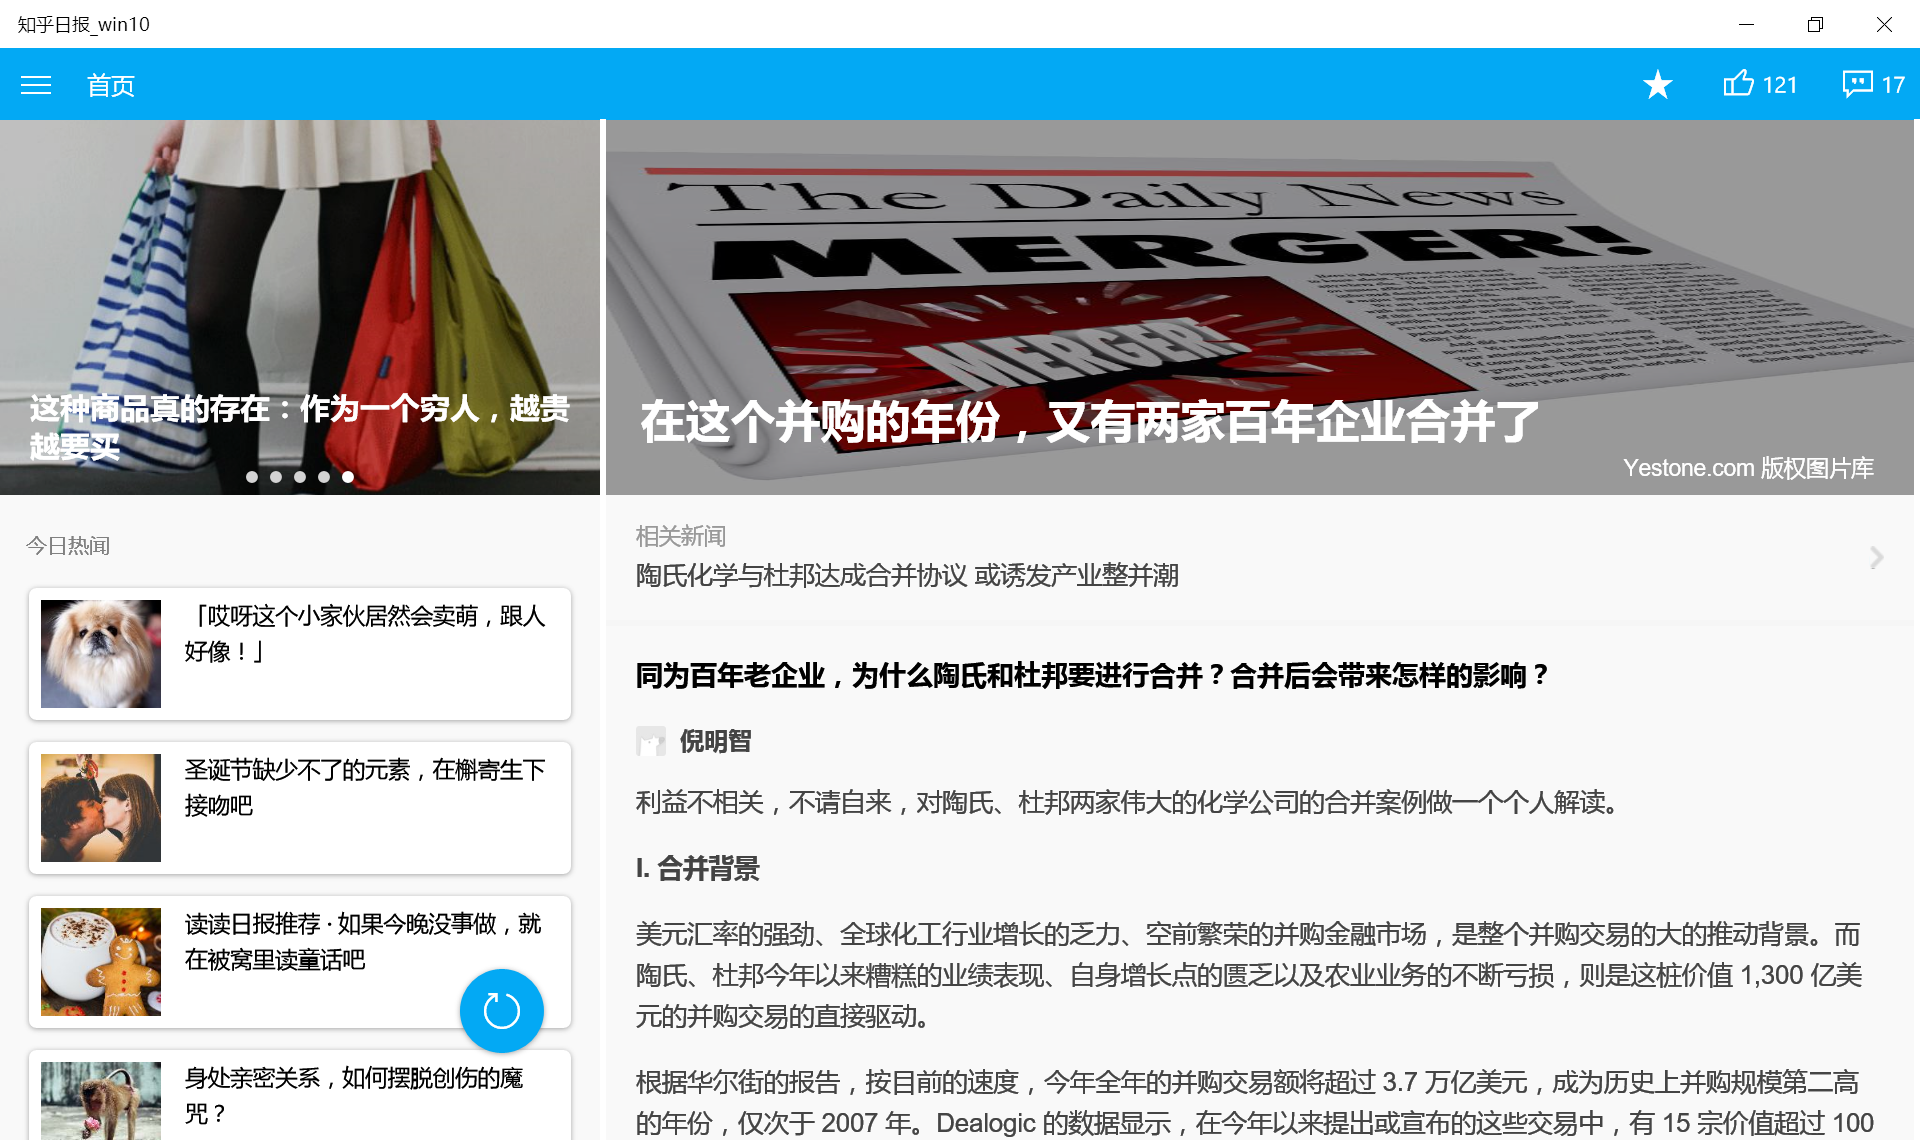 知乎日报_win10
首页
121
17
这种商品真的存在：作为一个穷人，越贵
越要买
今日热闻
「哎呀这个小家伙居然会卖萌，跟人
好像！」
圣诞节缺少不了的元素，在槲寄生下
接吻吧
读读日报推荐 · 如果今晚没事做，就
在被窝里读童话吧
身处亲密关系，如何摆脱创伤的魔
咒？
The Daily News
MERGER!
MERGER!
在这个并购的年份，又有两家百年企业合并了
Yestone.com 版权图片库
相关新闻
陶氏化学与杜邦达成合并协议 或诱发产业整并潮
同为百年老企业，为什么陶氏和杜邦要进行合并？合并后会带来怎样的影响？
倪明智
利益不相关，不请自来，对陶氏、杜邦两家伟大的化学公司的合并案例做一个个人解读。
I. 合并背景
美元汇率的强劲、全球化工行业增长的乏力、空前繁荣的并购金融市场，是整个并购交易的大的推动背景。而
陶氏、杜邦今年以来糟糕的业绩表现、自身增长点的匮乏以及农业业务的不断亏损，则是这桩价值 1,300 亿美
元的并购交易的直接驱动。
根据华尔街的报告，按目前的速度，今年全年的并购交易额将超过 3.7 万亿美元，成为历史上并购规模第二高
的年份，仅次于 2007 年。Dealogic 的数据显示，在今年以来提出或宣布的这些交易中，有 15 宗价值超过 100